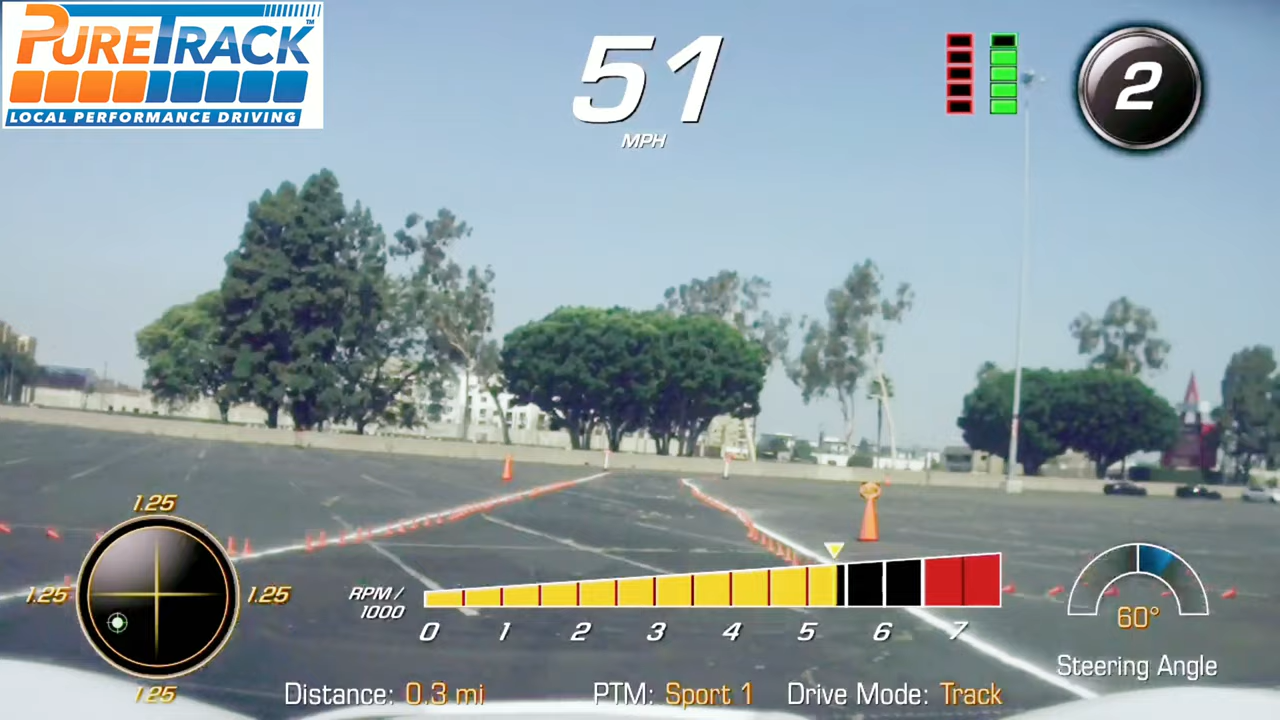 PURETRACK™
LOCAL PERFORMANCE DRIVING
51
MPH
2
1.25
1.25
1.25
1.25
RPM /
1000
0 1 2 3 4 5 6 7
60°
Steering Angle
Distance: 0.3 mi
PTM: Sport 1
Drive Mode: Track